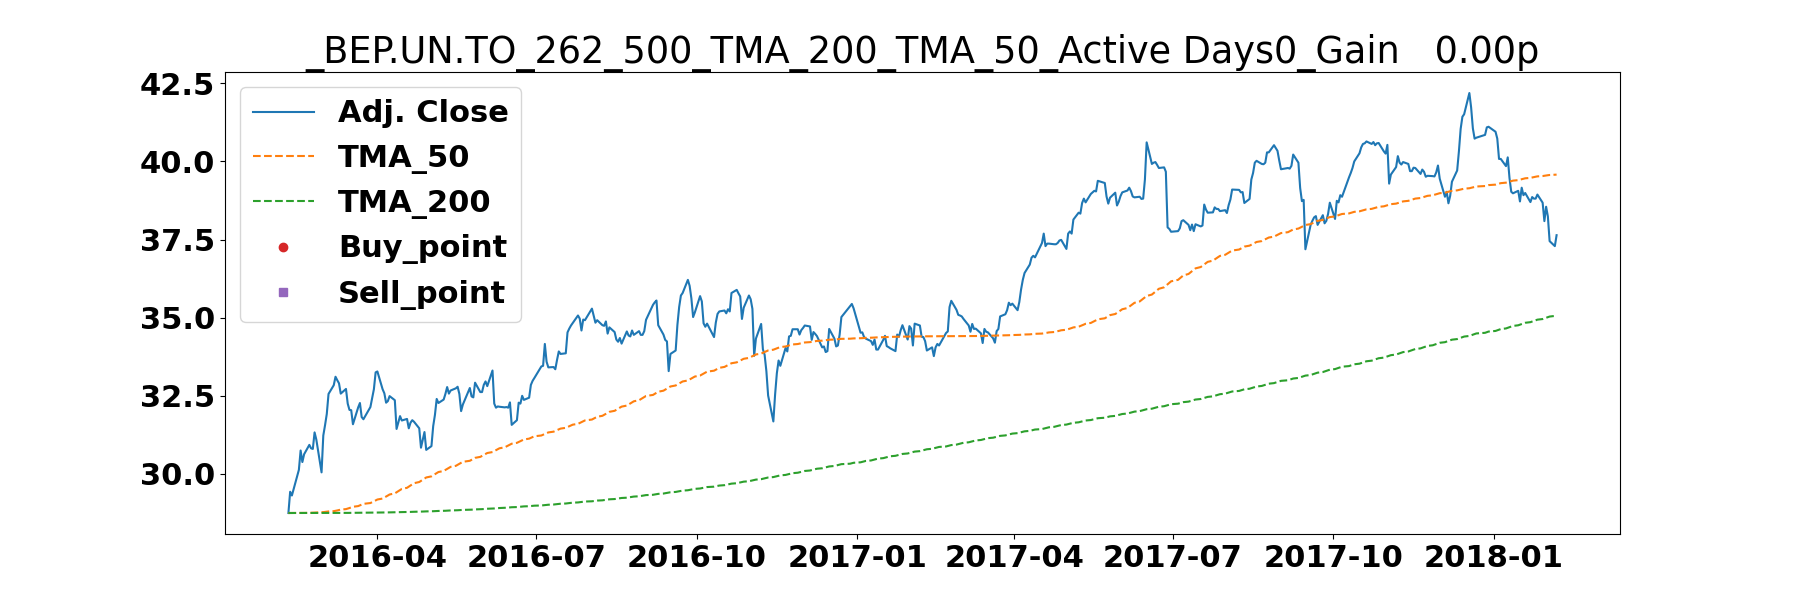 _BEP.UN.TO_262_500_TMA_200_TMA_50_Active Days0_Gain   0.00p
42.5
40.0
37.5
35.0
32.5
30.0
Adj. Close
TMA_50
TMA_200
Buy_point
Sell_point
2016-04 2016-07 2016-10 2017-01 2017-04 2017-07 2017-10 2018-01